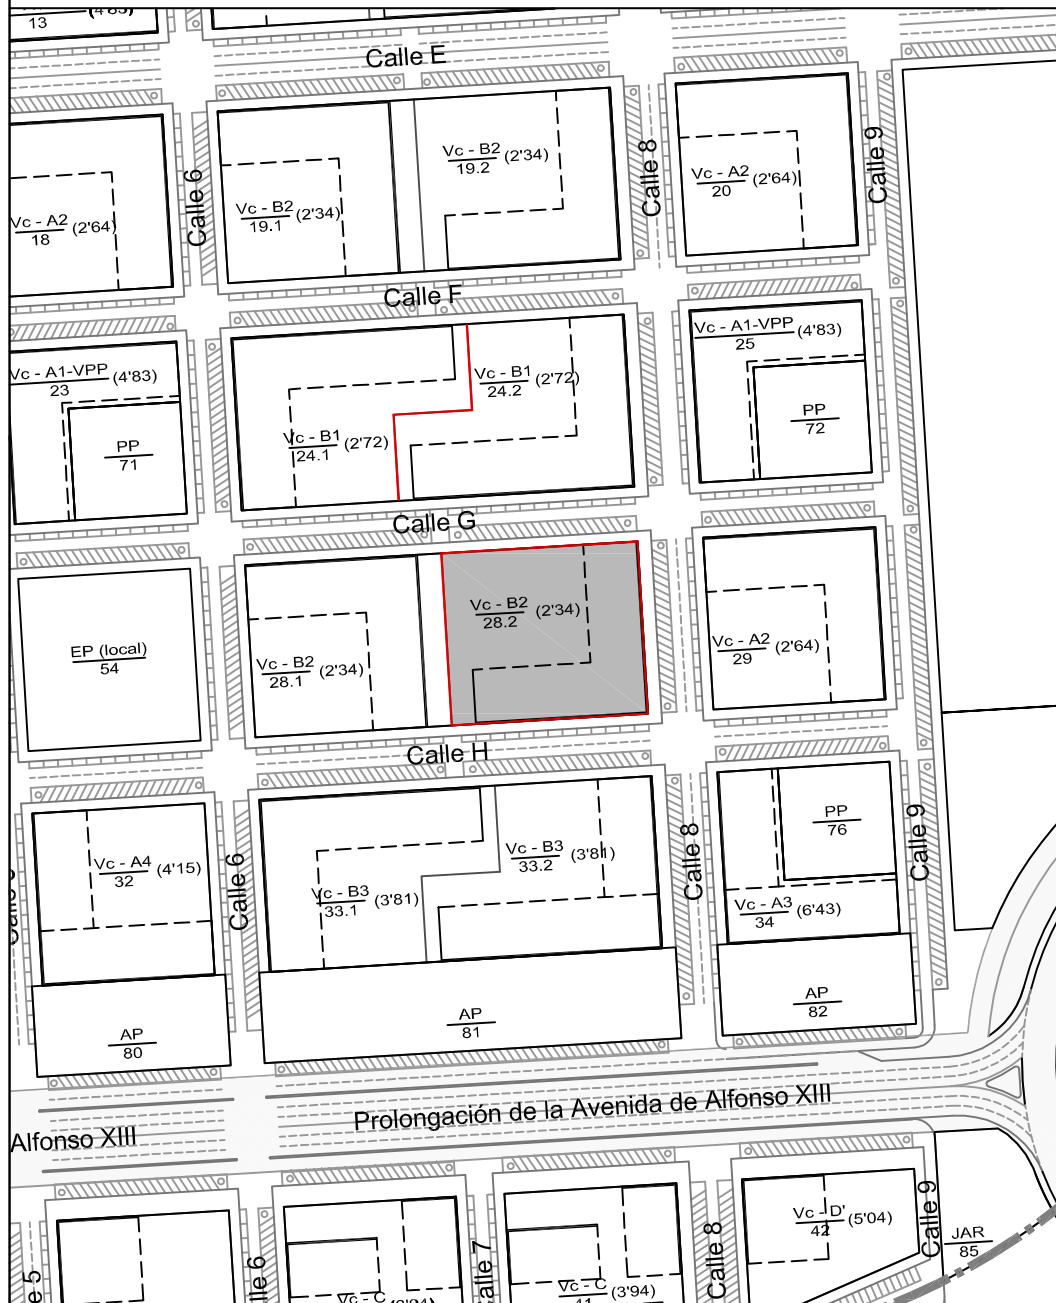 13
(4'83)
Calle E
Vc - B2
19.2
(2'34)
Calle 6
Calle 8
Calle 9
Vc - A2
18
(2'64)
Vc - B2
19.1
(2'34)
Vc - A2
20
(2'64)
Calle F
Vc - A1-VPP
23
(4'83)
Vc - B1
24.2
(2'72)
Vc - A1-VPP
25
(4'83)
PP
71
Vc - B1
24.1
(2'72)
PP
72
Calle G
EP (local)
54
Vc - B2
28.1
(2'34)
Vc - B2
28.2
(2'34)
Vc - A2
29
(2'64)
Calle H
Vc - A4
32
(4'15)
Calle 6
Vc - B3
33.1
(3'81)
Vc - B3
33.2
(3'81)
Calle 8
PP
76
Calle 9
Vc - A3
34
(6'43)
AP
80
AP
81
AP
82
Prolongación de la Avenida de Alfonso XIII
Alfonso XIII
Vc - D'
42
(5'04)
Calle 9
JAR
85
Calle 8
Vc - C
(3'94)
41
Vc - C